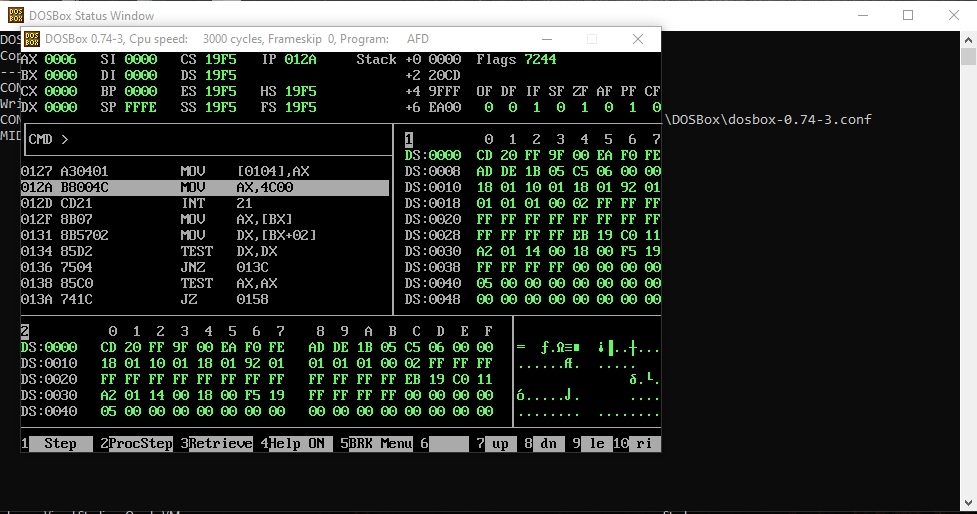 DOSBox Status Window
DOSBox 0.74-3, Cpu speed: 3000 cycles, Frameskip 0, Program: AFD
AX 0006 SI 0000 CS 19F5 IP 012A Stack +0 0000 Flags 7244
BX 0000 DI 0000 DS 19F5 +2 20CD
CX 0000 BP 0000 ES 19F5 HS 19F5 +4 9FFF OF DF IF SF ZF AF PF CF
DX 0000 SP FFFE SS 19F5 FS 19F5 +6 EA00 0 0 1 0 1 0 1 0
\DOSBox\dosbox-0.74-3.conf
CMD >
1 0 1 2 3 4 5 6 7
DS:0000 CD 20 FF 9F 00 EA F0 FE
DS:0008 AD DE 1B 05 C5 06 00 00
DS:0010 18 01 10 01 18 01 92 01
DS:0018 01 01 01 00 02 FF FF FF
DS:0020 FF FF FF FF FF FF FF FF
DS:0028 FF FF FF FF EB 19 C0 11
DS:0030 A2 01 14 00 18 00 F5 19
DS:0038 FF FF FF FF 00 00 00 00
DS:0040 05 00 00 00 00 00 00 00
DS:0048 00 00 00 00 00 00 00 00
0127 A30401 MOV [0104],AX
012A B8004C MOV AX,4C00
012D CD21 INT 21
012F 8B07 MOV AX,[BX]
0131 8B5702 MOV DX,[BX+02]
0134 85D2 TEST DX,DX
0136 7504 JNZ 013C
0138 85C0 TEST AX,AX
013A 741C JZ 0158
2 0 1 2 3 4 5 6 7 8 9 A B C D E F
DS:0000 CD 20 FF 9F 00 EA F0 FE AD DE 1B 05 C5 06 00 00 = ƒ.Ω≡■ ¡▐..┼...
DS:0010 18 01 10 01 18 01 92 01 01 01 01 00 02 FF FF FF ......Æ. .....
DS:0020 FF FF FF FF FF FF FF FF FF FF FF FF EB 19 C0 11 δ.└.
DS:0030 A2 01 14 00 18 00 F5 19 FF FF FF FF 00 00 00 00 ó.....⌡. ....
DS:0040 05 00 00 00 00 00 00 00 00 00 00 00 00 00 00 00 ........ ........
1 Step 2ProcStep 3Retrieve 4Help ON 5BRK Menu 6 7 up 8 dn 9 le 10 ri